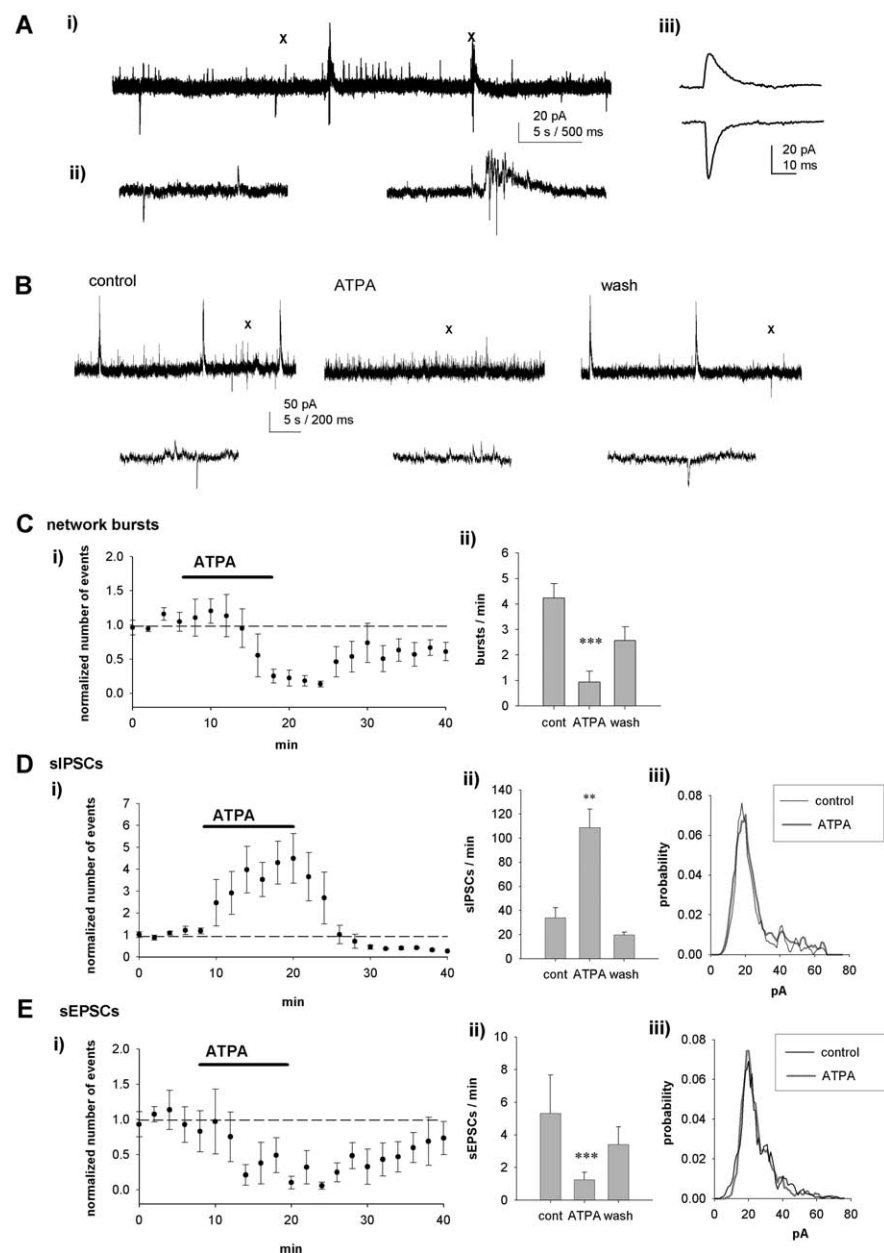 A
i)
x
x
20 pA
5 s / 500 ms
ii)
iii)
20 pA
10 ms
B
control
ATPA
wash
x
x
x
50 pA
5 s / 200 ms
C network bursts
i)
normalized number of events
2.0
1.5
1.0
0.5
0.0
ATPA
0 10 20 30 40
min
ii)
bursts / min
6
5
4
3
2
1
0
***
cont ATPA wash
D sIPSCs
i)
normalized number of events
7
6
5
4
3
2
1
0
ATPA
0 10 20 30 40
min
ii)
sIPSCs / min
140
120
100
80
60
40
20
0
**
cont ATPA wash
iii)
probability
0.08
0.06
0.04
0.02
0.00
control
ATPA
0 20 40 60 80
pA
E sEPSCs
i)
normalized number of events
2.0
1.5
1.0
0.5
0.0
ATPA
0 10 20 30 40
min
ii)
sEPSCs / min
8
6
4
2
0
***
cont ATPA wash
iii)
probability
0.08
0.06
0.04
0.02
0.00
control
ATPA
0 20 40 60 80
pA